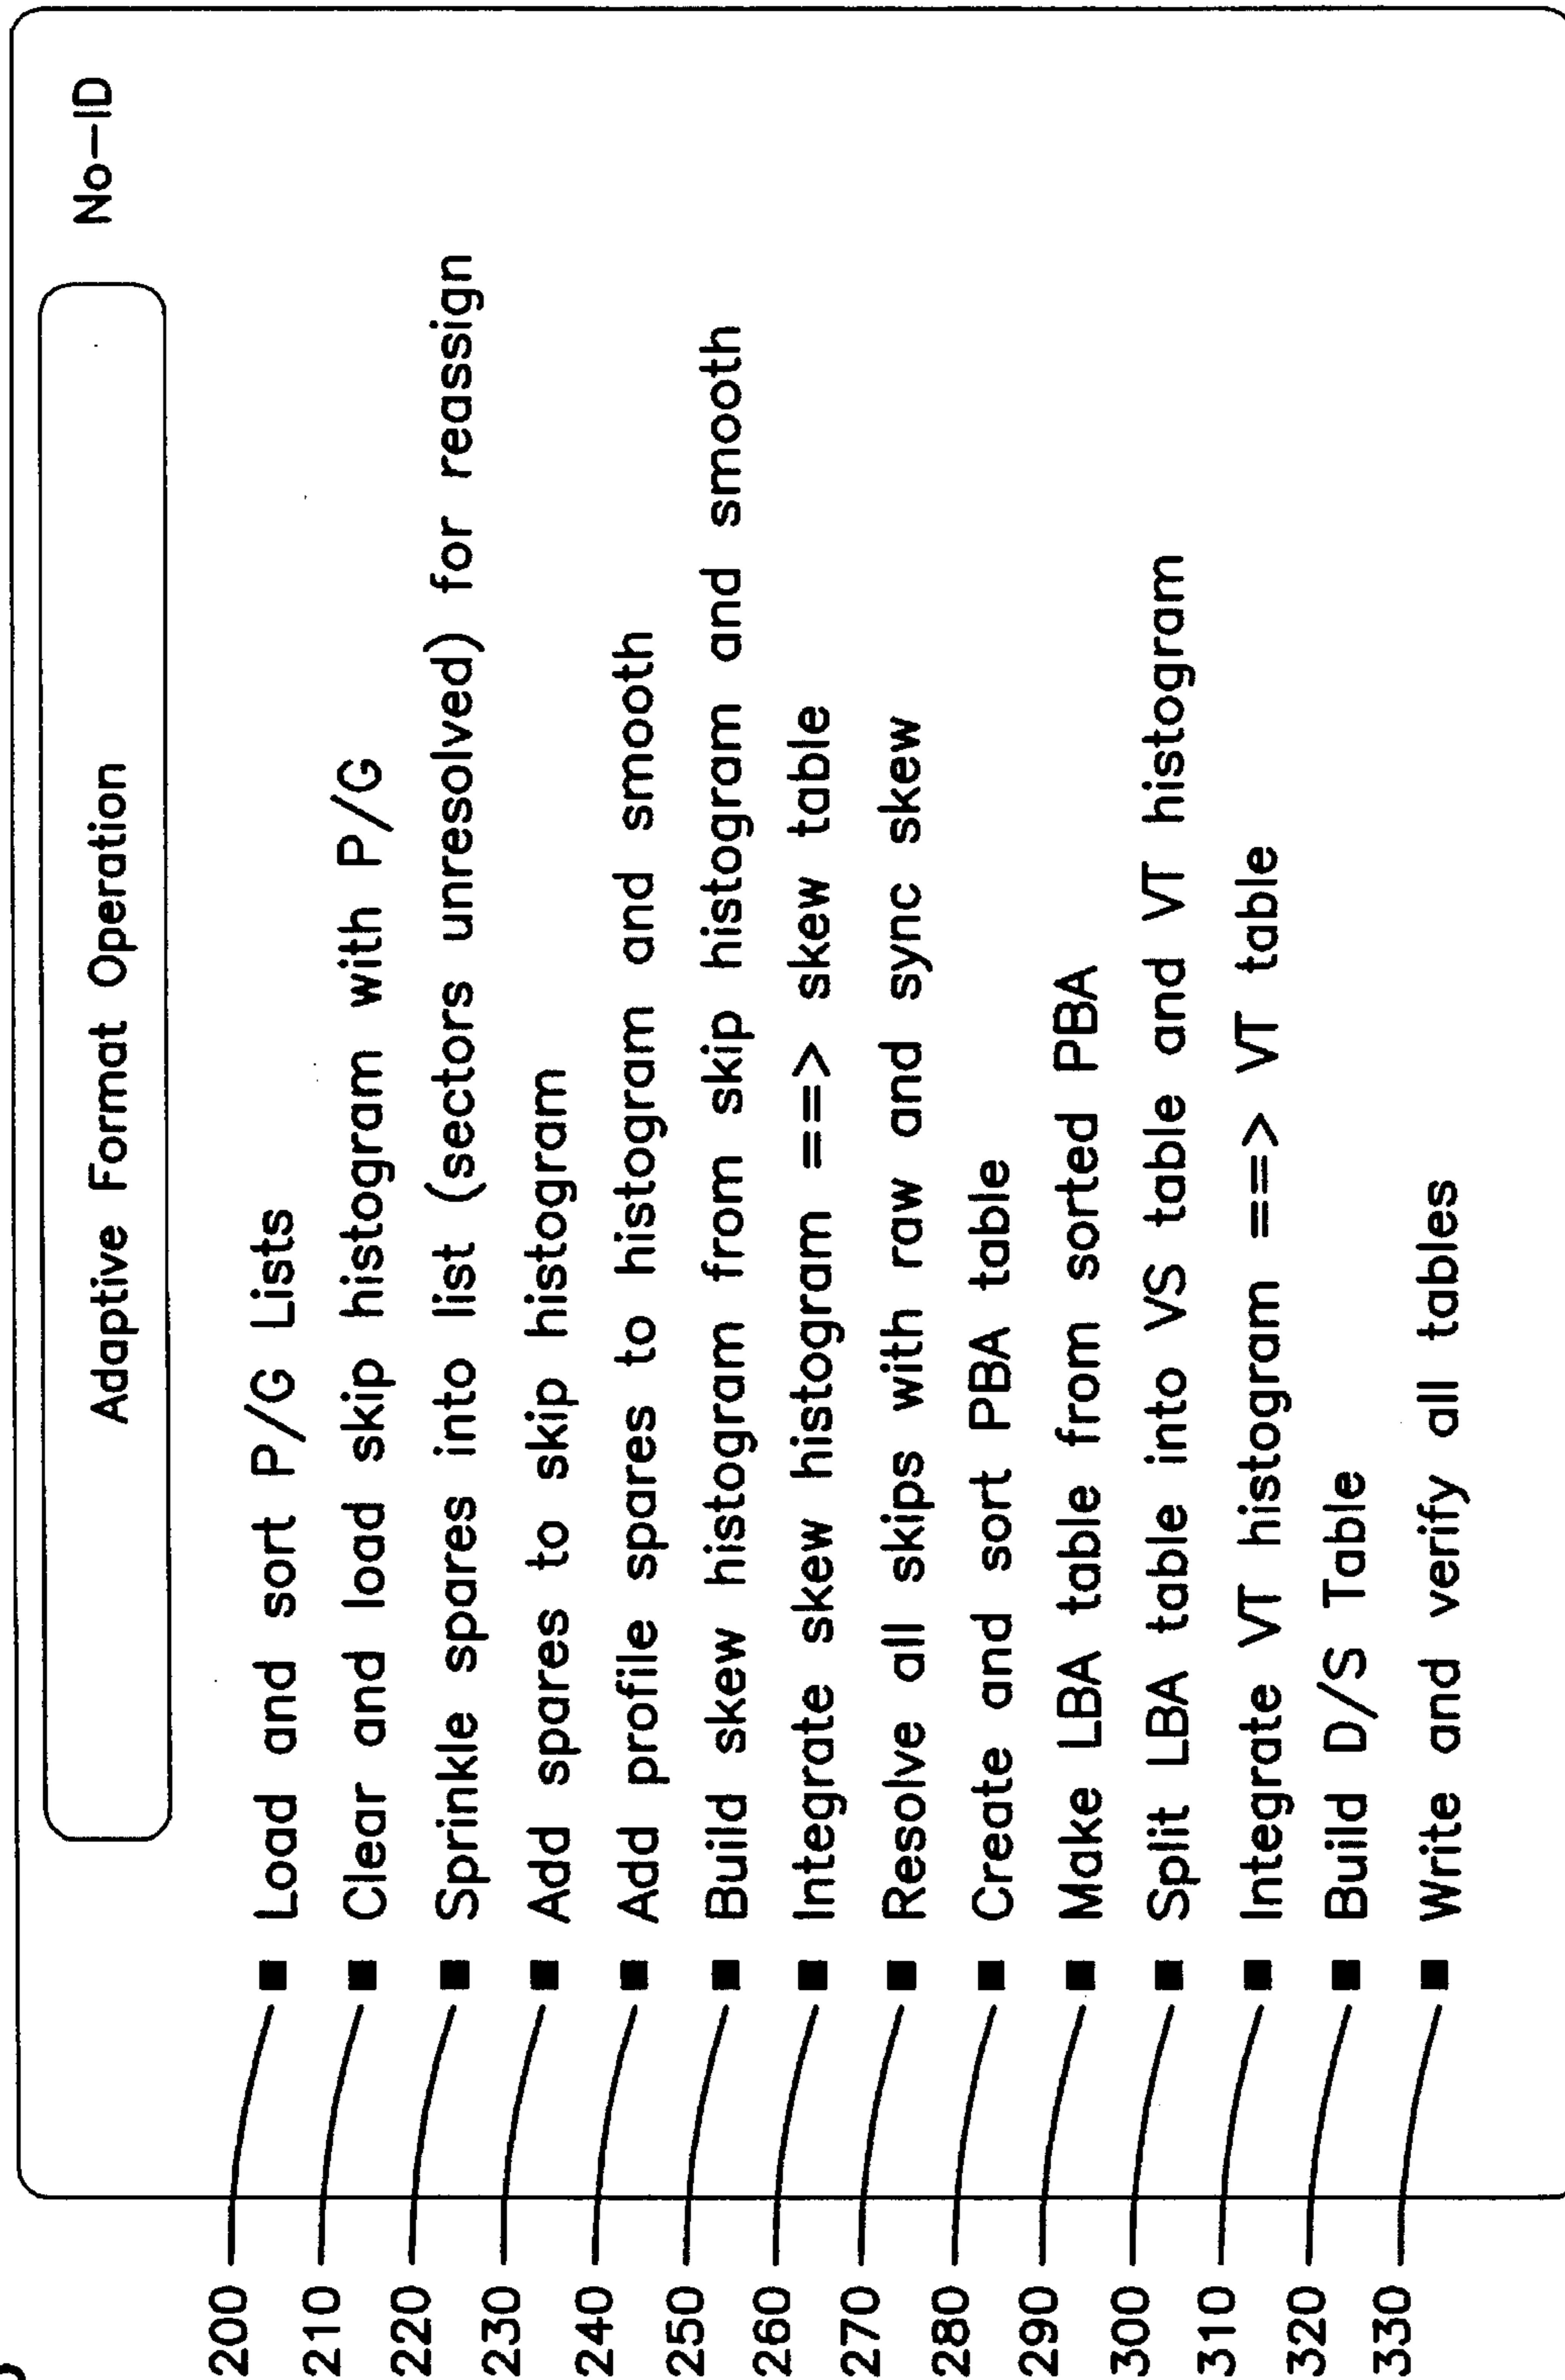 Adaptive Format Operation No-ID
200 ■ Load and sort P/G Lists
210 ■ Clear and load skip histogram with P/G
220 ■ Sprinkle spares into list (sectors unresolved) for reassign
230 ■ Add spares to skip histogram
240 ■ Add profile spares to histogram and smooth
250 ■ Build skew histogram from skip histogram and smooth
260 ■ Integrate skew histogram ==> skew table
270 ■ Resolve all skips with raw and sync skew
280 ■ Create and sort PBA table
290 ■ Make LBA table from sorted PBA
300 ■ Split LBA table into VS table and VT histogram
310 ■ Integrate VT histogram ==> VT table
320 ■ Build D/S Table
330 ■ Write and verify all tables